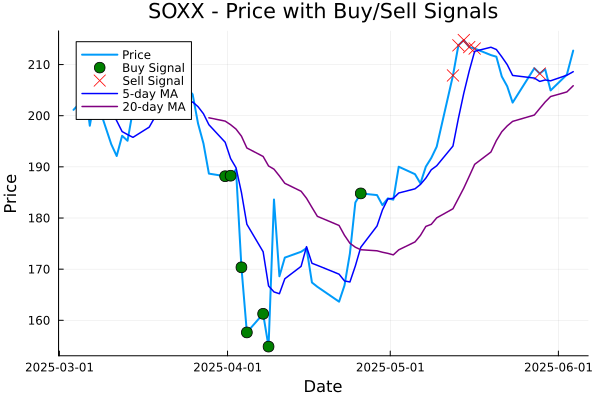 SOXX - Price with Buy/Sell Signals
Price
Buy Signal
Sell Signal
5-day MA
20-day MA
210
200
190
180
170
160
Price
2025-03-01 2025-04-01 2025-05-01 2025-06-01
Date